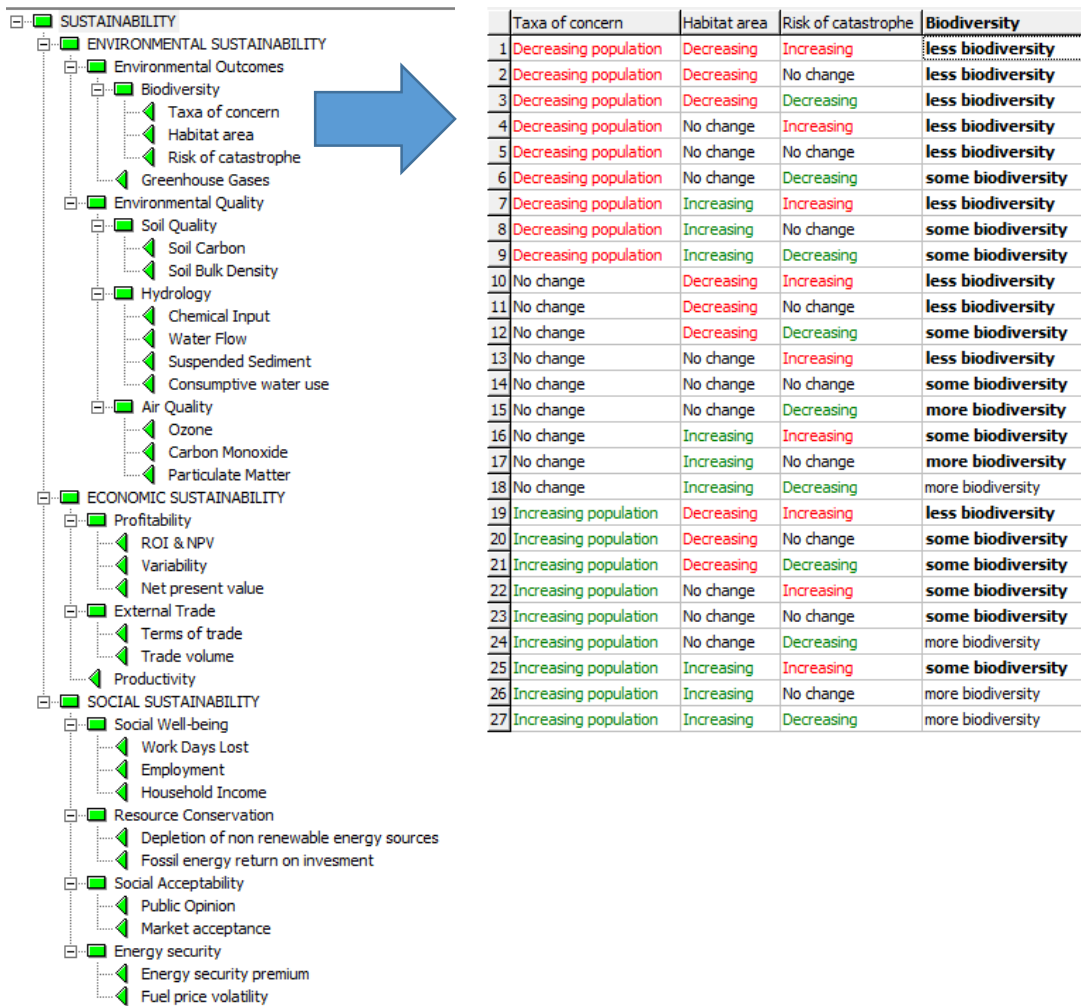 SUSTAINABILITY
ENVIRONMENTAL SUSTAINABILITY
Environmental Outcomes
Biodiversity
Taxa of concern
Habitat area
Risk of catastrophe
Greenhouse Gases
Environmental Quality
Soil Quality
Soil Carbon
Soil Bulk Density
Hydrology
Chemical Input
Water Flow
Suspended Sediment
Consumptive water use
Air Quality
Ozone
Carbon Monoxide
Particulate Matter
ECONOMIC SUSTAINABILITY
Profitability
ROI & NPV
Variability
Net present value
External Trade
Terms of trade
Trade volume
Productivity
SOCIAL SUSTAINABILITY
Social Well-being
Work Days Lost
Employment
Household Income
Resource Conservation
Depletion of non renewable energy sources
Fossil energy return on invesment
Social Acceptability
Public Opinion
Market acceptance
Energy security
Energy security premium
Fuel price volatility
Taxa of concern Habitat area Risk of catastrophe Biodiversity
1 Decreasing population Decreasing Increasing less biodiversity
2 Decreasing population Decreasing No change less biodiversity
3 Decreasing population Decreasing Decreasing less biodiversity
4 Decreasing population No change Increasing less biodiversity
5 Decreasing population No change No change less biodiversity
6 Decreasing population No change Decreasing some biodiversity
7 Decreasing population Increasing Increasing less biodiversity
8 Decreasing population Increasing No change some biodiversity
9 Decreasing population Increasing Decreasing some biodiversity
10 No change Decreasing Increasing less biodiversity
11 No change Decreasing No change less biodiversity
12 No change Decreasing Decreasing some biodiversity
13 No change No change Increasing less biodiversity
14 No change No change No change some biodiversity
15 No change No change Decreasing more biodiversity
16 No change Increasing Increasing some biodiversity
17 No change Increasing No change more biodiversity
18 No change Increasing Decreasing more biodiversity
19 Increasing population Decreasing Increasing less biodiversity
20 Increasing population Decreasing No change some biodiversity
21 Increasing population Decreasing Decreasing some biodiversity
22 Increasing population No change Increasing some biodiversity
23 Increasing population No change No change some biodiversity
24 Increasing population No change Decreasing more biodiversity
25 Increasing population Increasing Increasing some biodiversity
26 Increasing population Increasing No change more biodiversity
27 Increasing population Increasing Decreasing more biodiversity